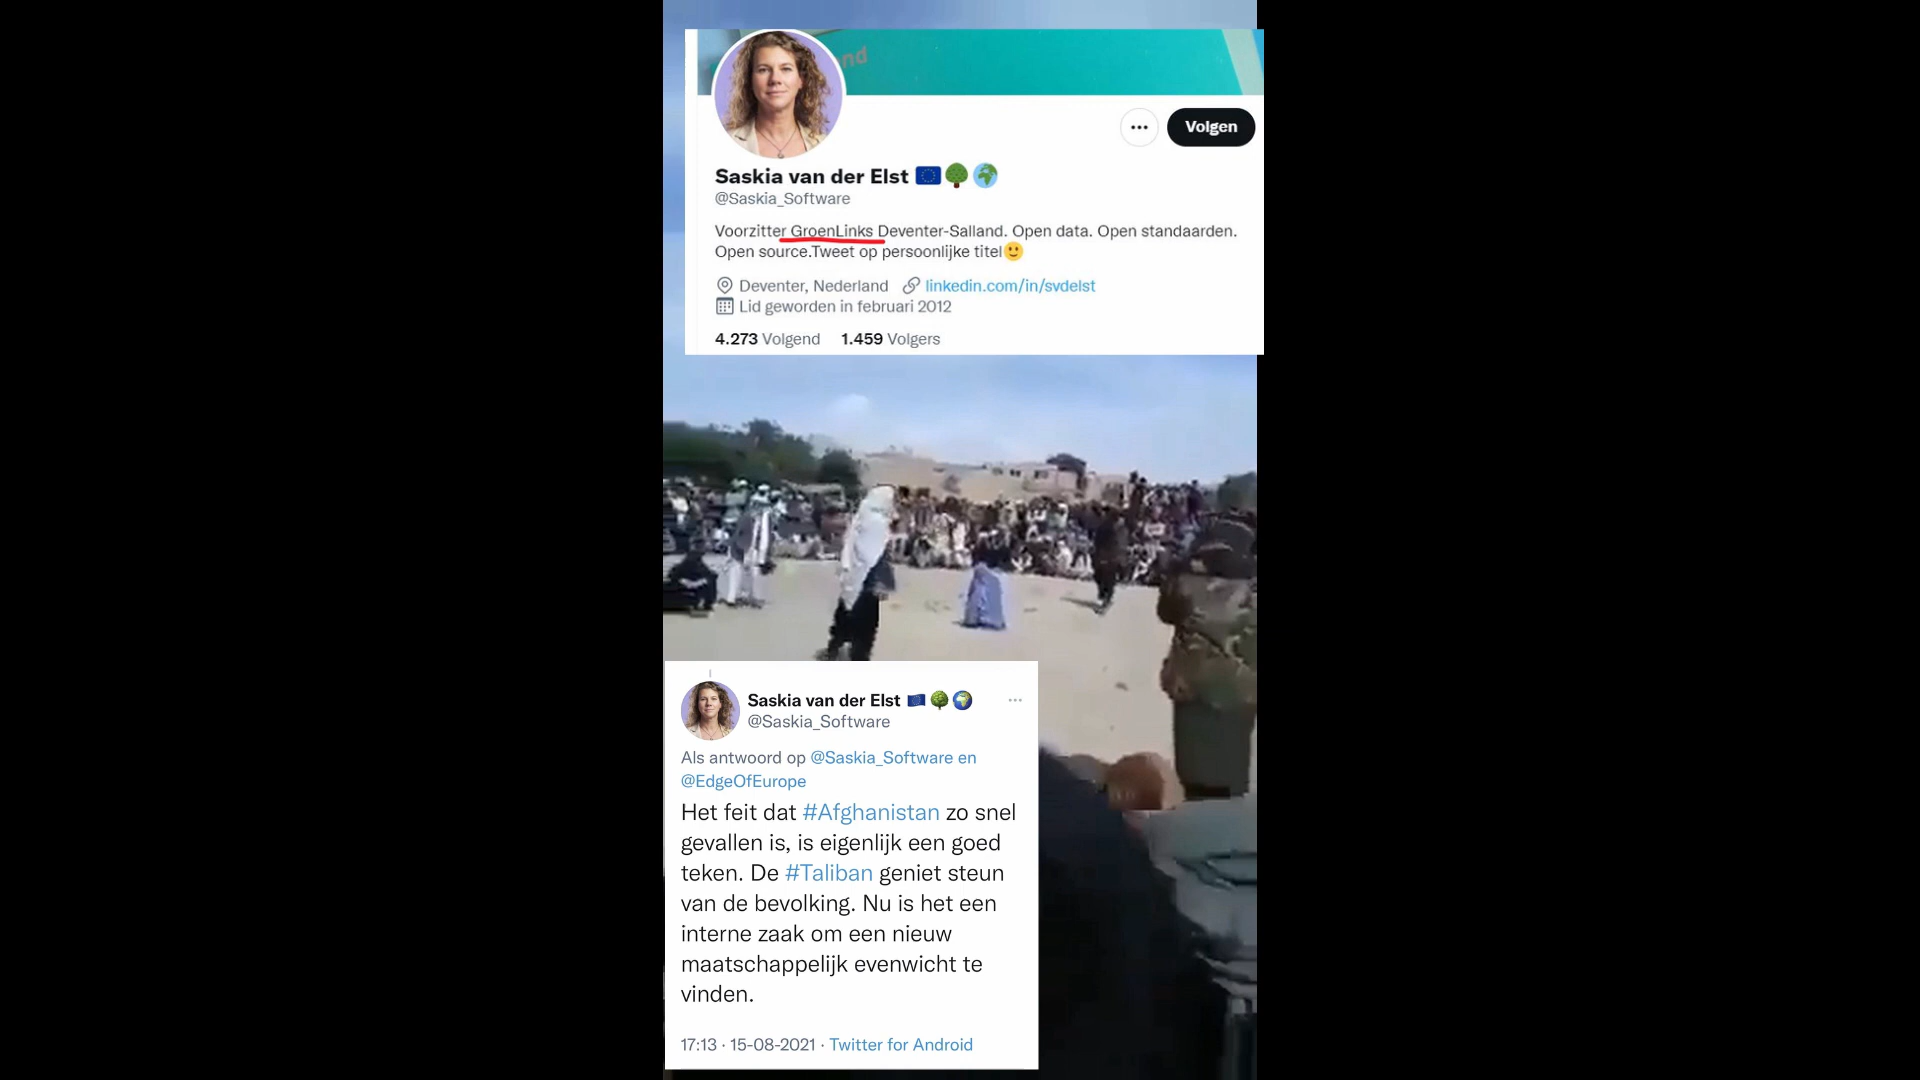 nd
Volgen
Saskia van der Elst 🇪🇺🌳🌍
@Saskia_Software
Voorzitter GroenLinks Deventer-Salland. Open data. Open standaarden.
Open source.Tweet op persoonlijke titel🙂
Deventer, Nederland linkedin.com/in/svdelst
Lid geworden in februari 2012
4.273 Volgend 1.459 Volgers
Saskia van der Elst 🇪🇺🌳🌍
@Saskia_Software
Als antwoord op @Saskia_Software en
@EdgeOfEurope
Het feit dat #Afghanistan zo snel
gevallen is, is eigenlijk een goed
teken. De #Taliban geniet steun
van de bevolking. Nu is het een
interne zaak om een nieuw
maatschappelijk evenwicht te
vinden.
17:13 · 15-08-2021 · Twitter for Android